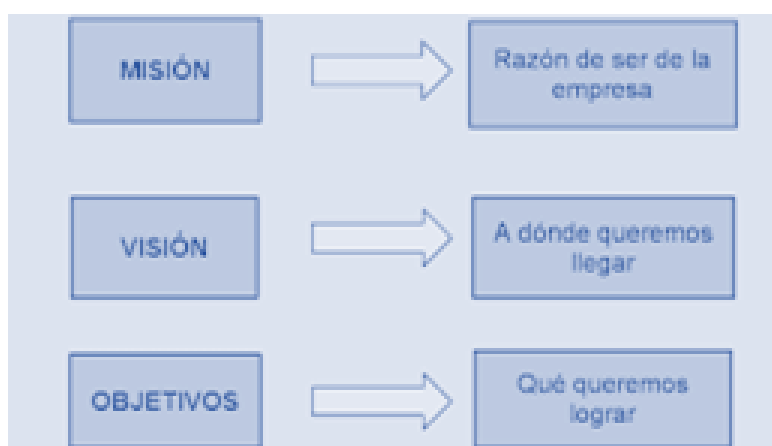 MISIÓN
Razón de ser de la
empresa
VISIÓN
A dónde queremos
llegar
OBJETIVOS
Qué queremos
lograr